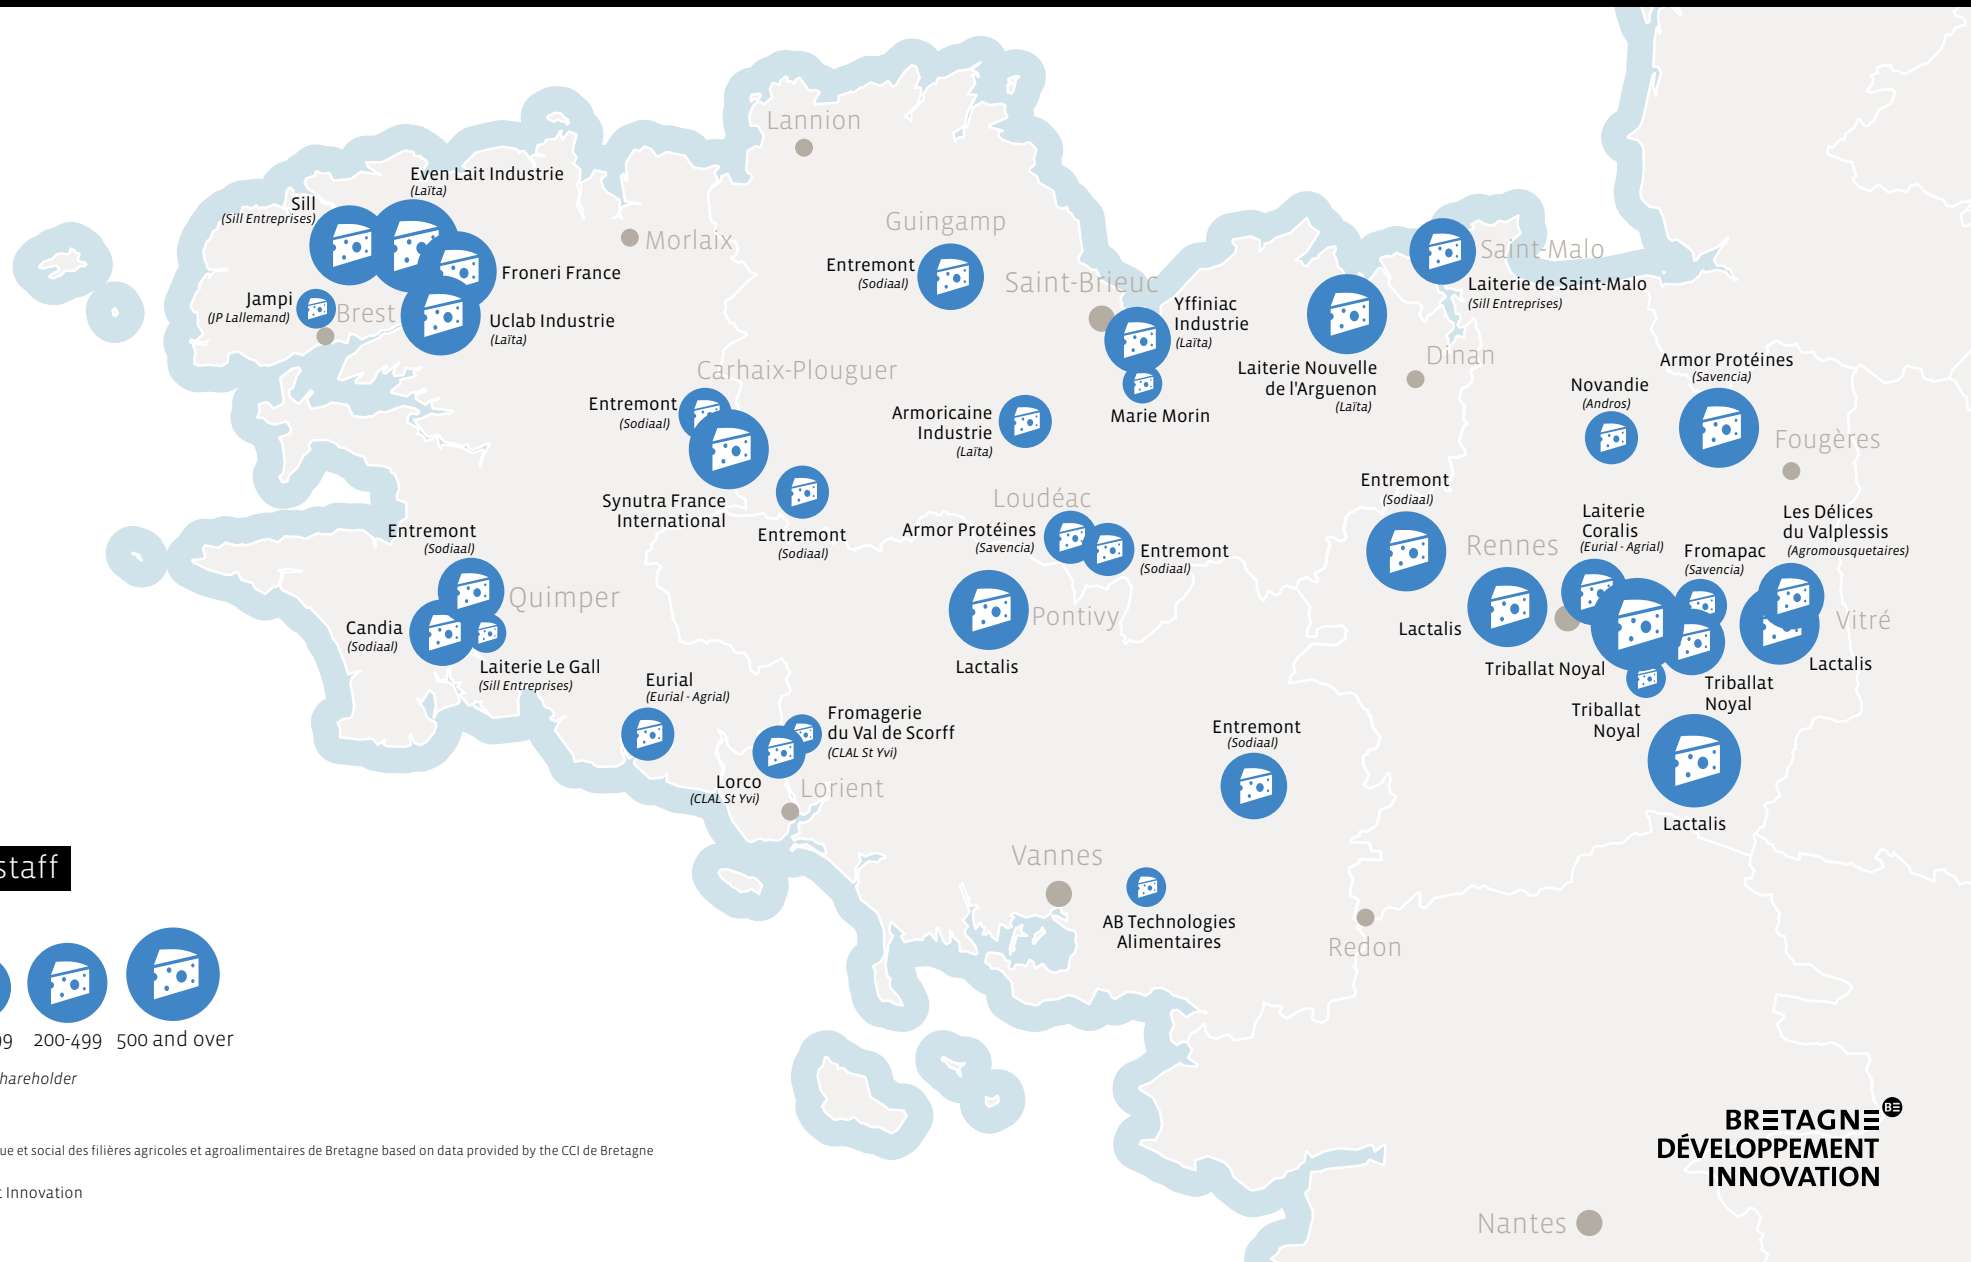 Lannion
Even Lait Industrie
(Laïta)
Sill
(Sill Entreprises)
Morlaix
Guingamp
Froneri France
Entremont
(Sodiaal)
Saint-Brieuc
Saint-Malo
Laiterie de Saint-Malo
(Sill Entreprises)
Jampi
(JP Lallemand)
Brest
Uclab Industrie
(Laïta)
Yffiniac
Industrie
(Laïta)
Marie Morin
Laiterie Nouvelle
de l'Arguenon
(Laïta)
Dinan
Armor Protéines
(Savencia)
Novandie
(Andros)
Fougères
Carhaix-Plouguer
Entremont
(Sodiaal)
Armoricaine
Industrie
(Laïta)
Synutra France
International
Entremont
(Sodiaal)
Loudéac
Armor Protéines
(Savencia)
Entremont
(Sodiaal)
Entremont
(Sodiaal)
Rennes
Laiterie
Coralis
(Eurial - Agrial)
Fromapac
(Savencia)
Les Délices
du Valplessis
(Agromousquetaires)
Entremont
(Sodiaal)
Quimper
Candia
(Sodiaal)
Laiterie Le Gall
(Sill Entreprises)
Pontivy
Lactalis
Lactalis
Triballat Noyal
Vitré
Lactalis
Triballat
Noyal
Triballat
Noyal
Lactalis
Eurial
(Eurial - Agrial)
Fromagerie
du Val de Scorff
(CLAL St Yvi)
Lorco
(CLAL St Yvi)
Lorient
Entremont
(Sodiaal)
Vannes
AB Technologies
Alimentaires
Redon
staff
99
200-499
500 and over
hareholder
ue et social des filières agricoles et agroalimentaires de Bretagne based on data provided by the CCI de Bretagne
t Innovation
BRETAGNE
BE
DÉVELOPPEMENT
INNOVATION
Nantes